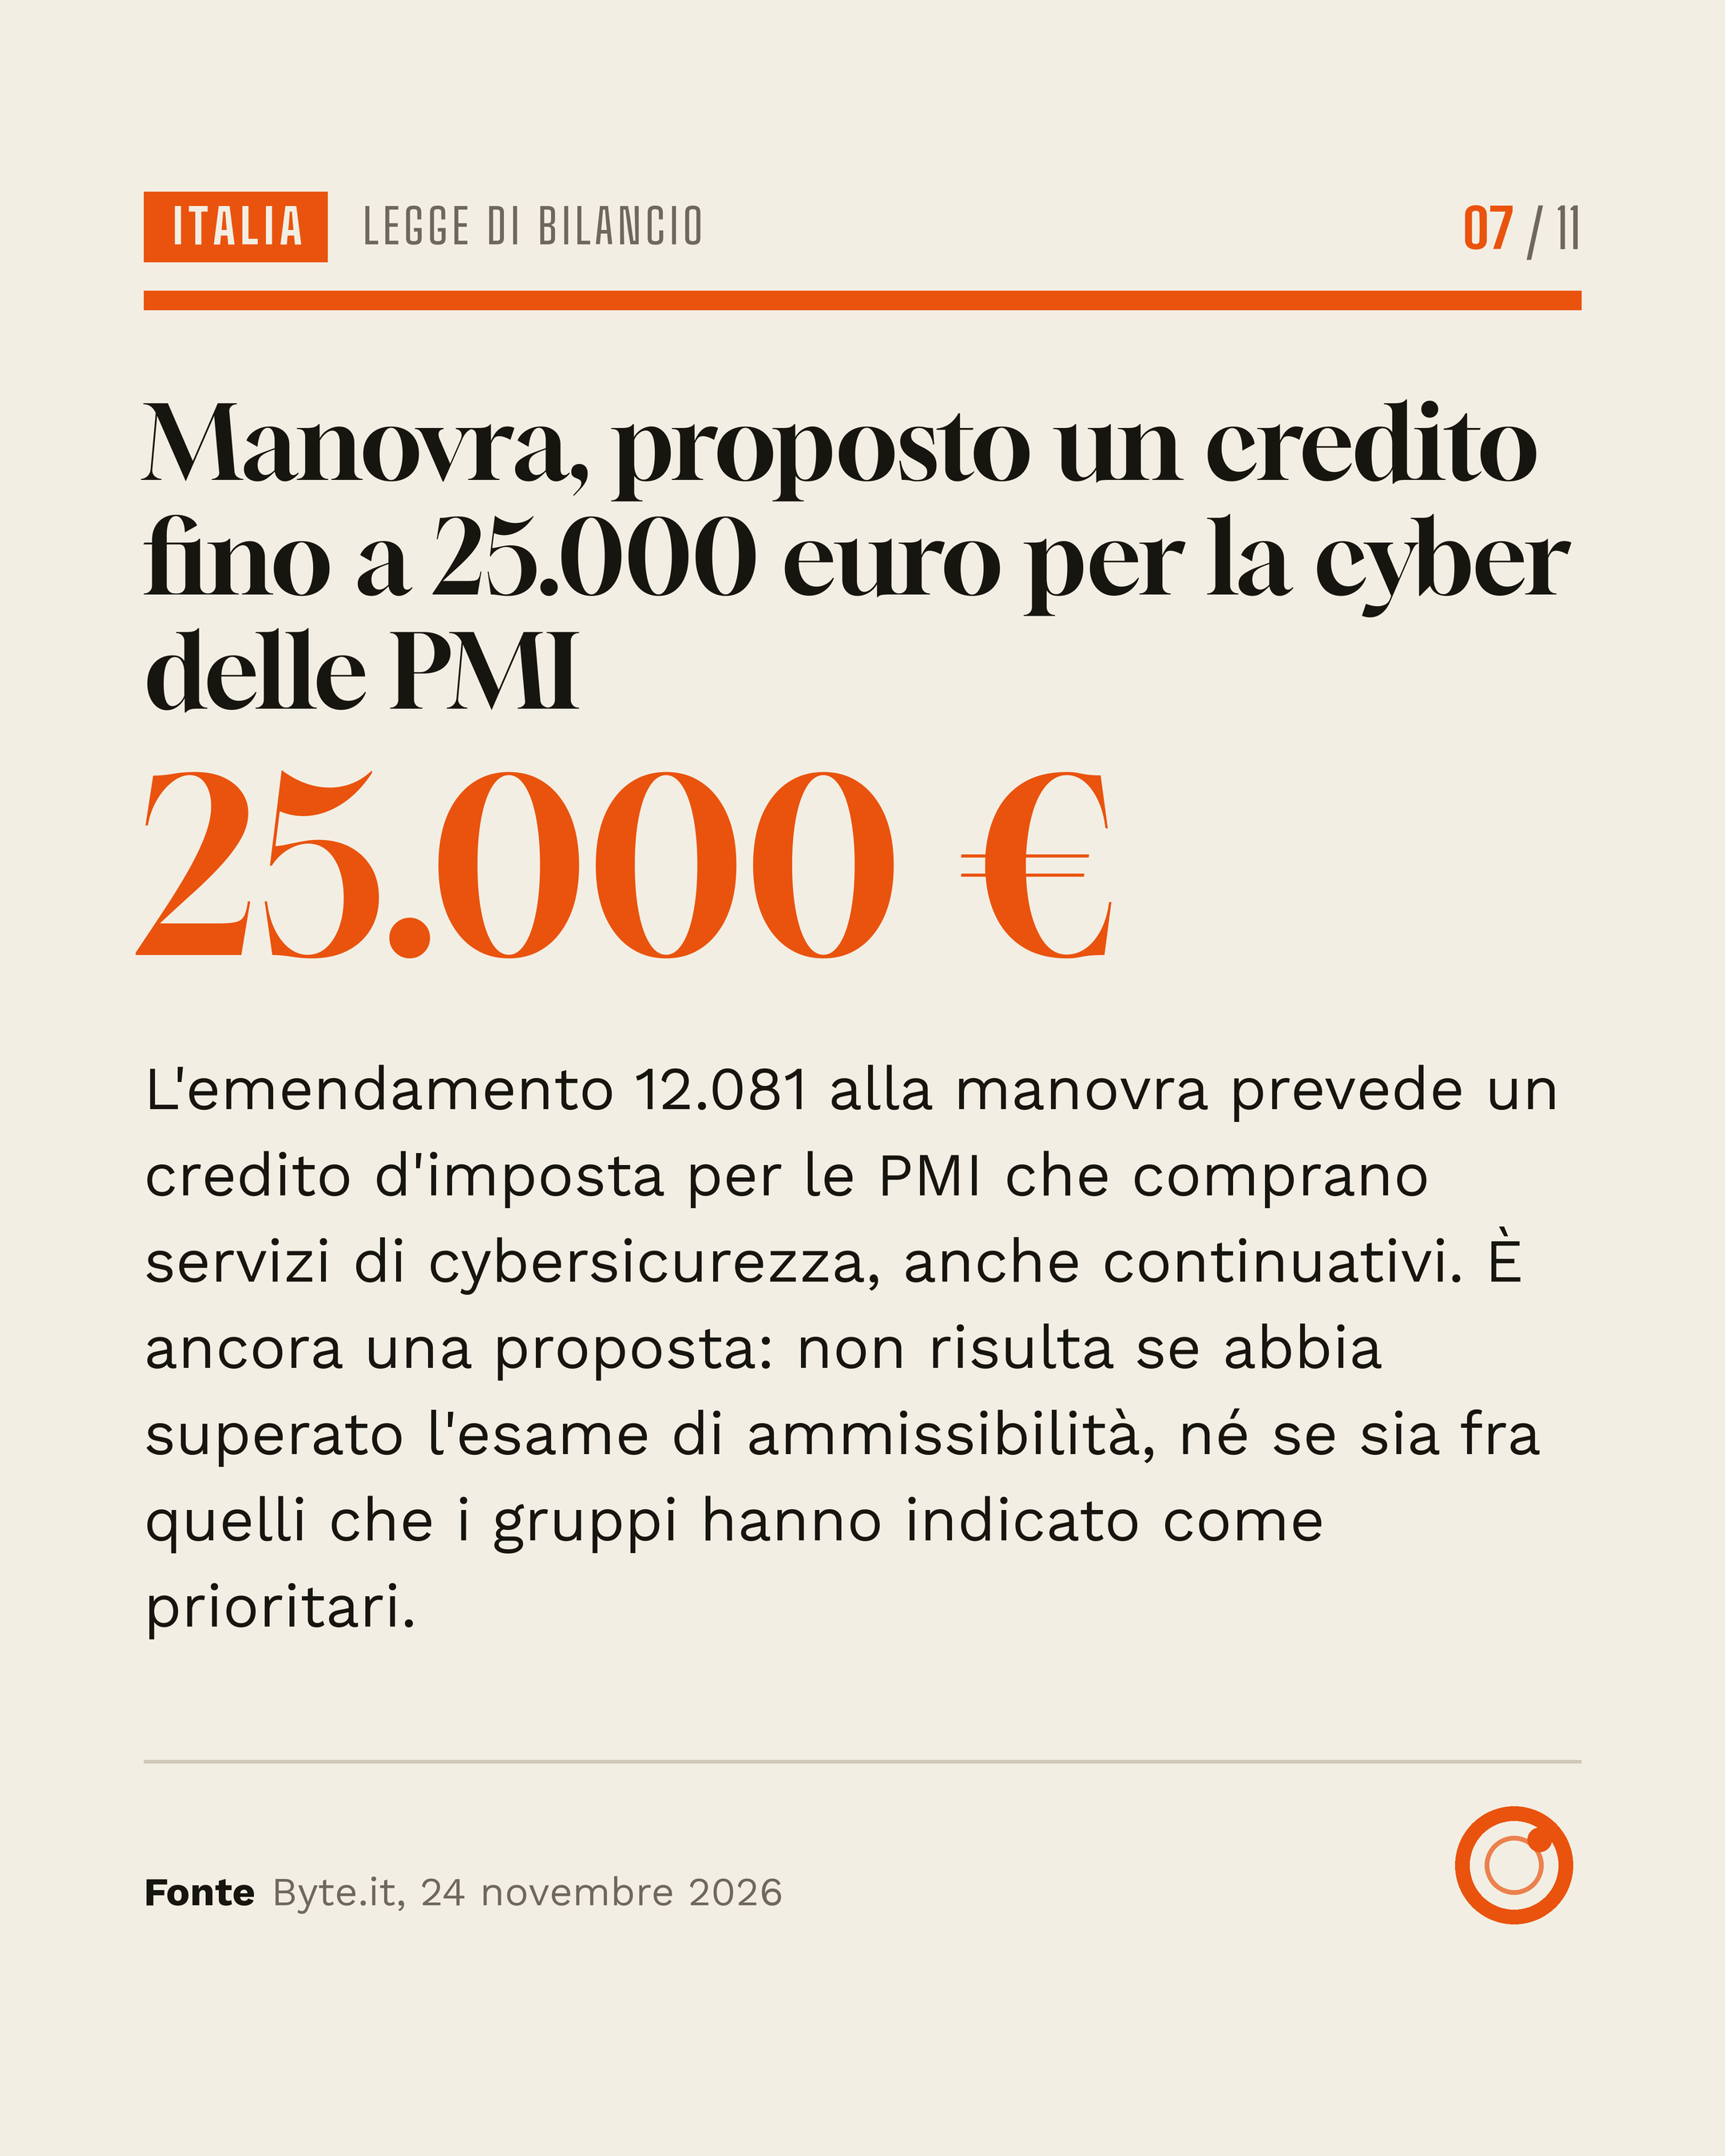 ITALIA LEGGE DI BILANCIO 07 / 11
Manovra, proposto un credito
fino a 25.000 euro per la cyber
delle PMI
25.000 €
L'emendamento 12.081 alla manovra prevede un
credito d'imposta per le PMI che comprano
servizi di cybersicurezza, anche continuativi. È
ancora una proposta: non risulta se abbia
superato l'esame di ammissibilità, né se sia fra
quelli che i gruppi hanno indicato come
prioritari.
Fonte Byte.it, 24 novembre 2026